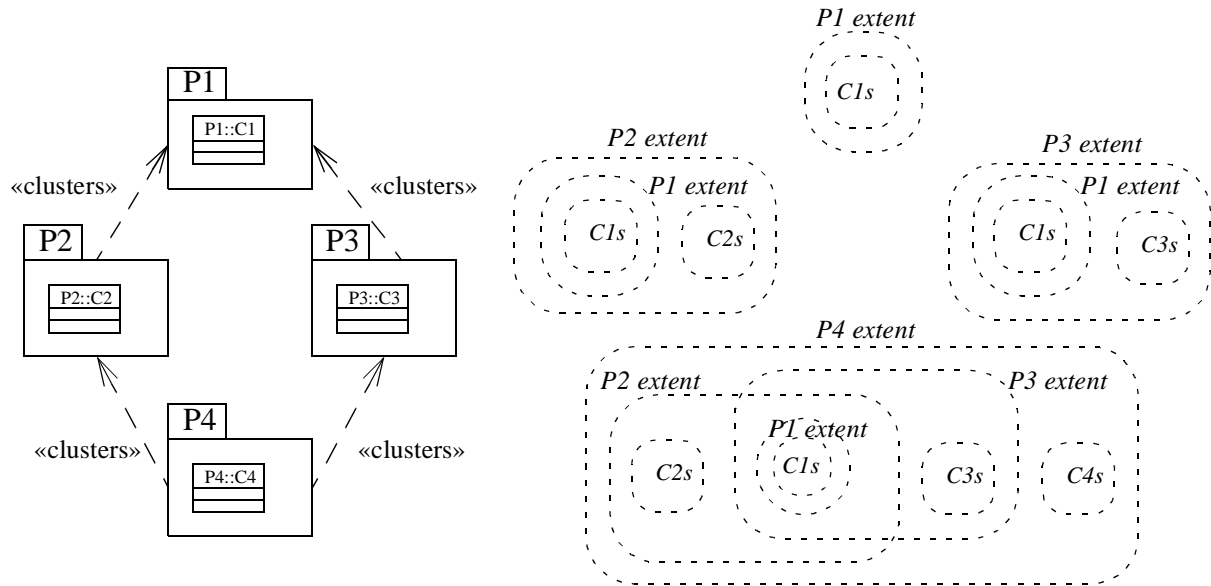 P1
P1::C1
«clusters»
«clusters»
P2
P2::C2
P3
P3::C3
«clusters»
«clusters»
P4
P4::C4
P1 extent
C1s
P2 extent
P1 extent
C1s
C2s
P3 extent
P1 extent
C1s
C3s
P4 extent
P2 extent
P3 extent
P1 extent
C2s
C1s
C3s
C4s